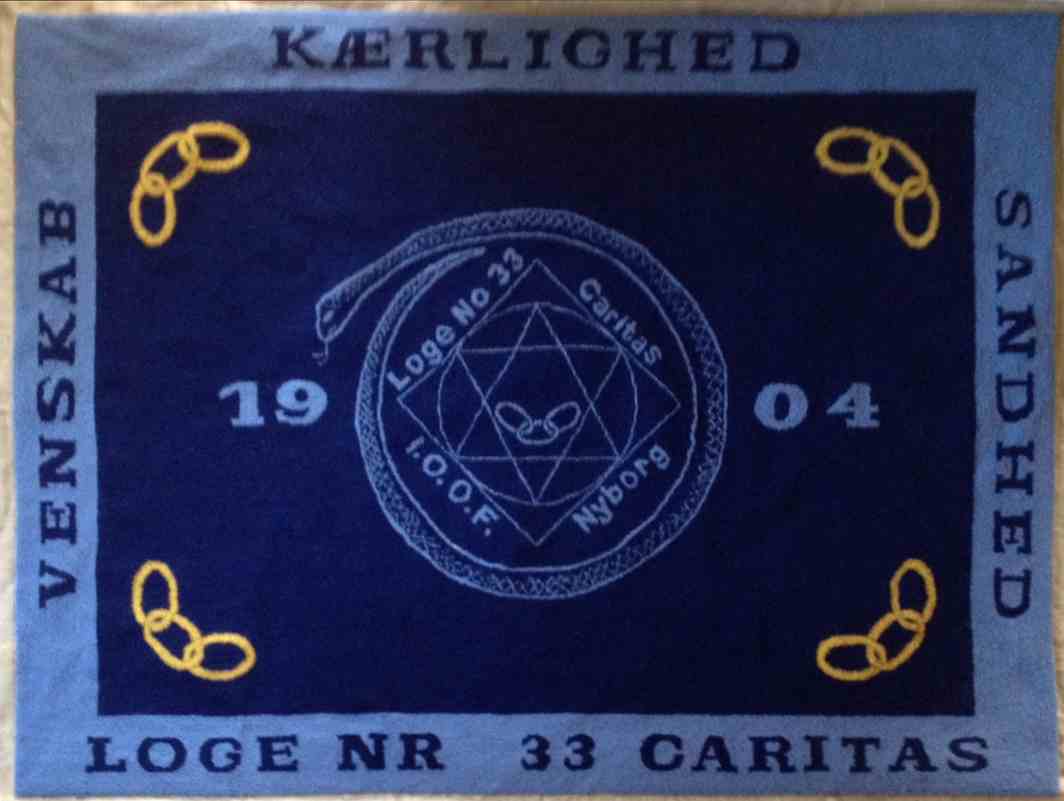 KÆRLIGHED
VENSKAB
SANDHED
19 04
Loge No 33
Caritas
I.O.O.F.
Nyborg
LOGE NR 33 CARITAS